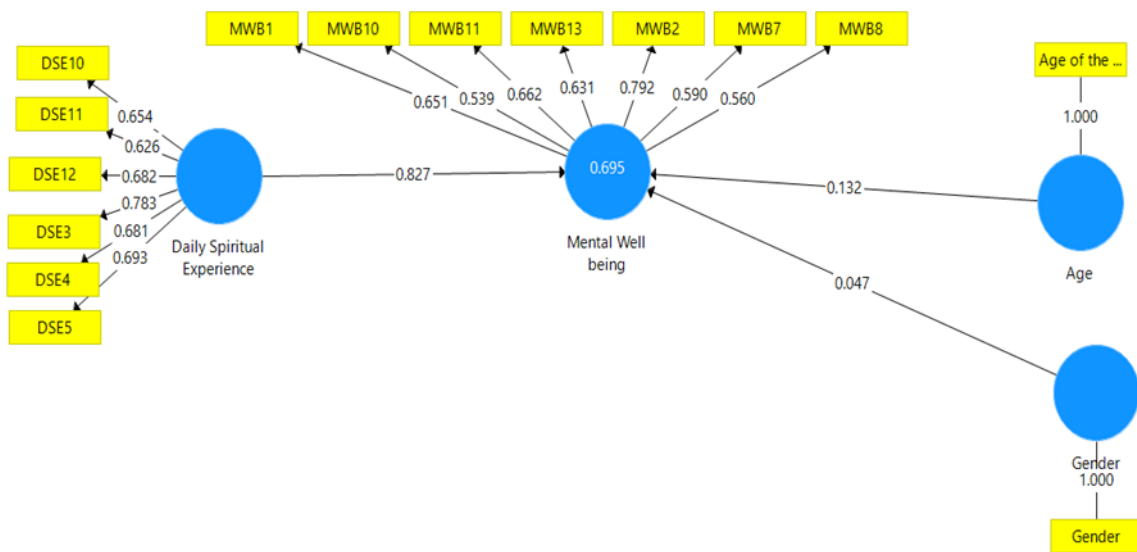 MWB1
MWB10
MWB11
MWB13
MWB2
MWB7
MWB8
DSE10
DSE11
DSE12
DSE3
DSE4
DSE5
0.654
0.626
0.682
0.783
0.681
0.693
0.651
0.539
0.662
0.631
0.792
0.590
0.560
Daily Spiritual
Experience
0.827
0.695
Mental Well
being
Age of the ...
1.000
0.132
Age
0.047
Gender
1.000
Gender